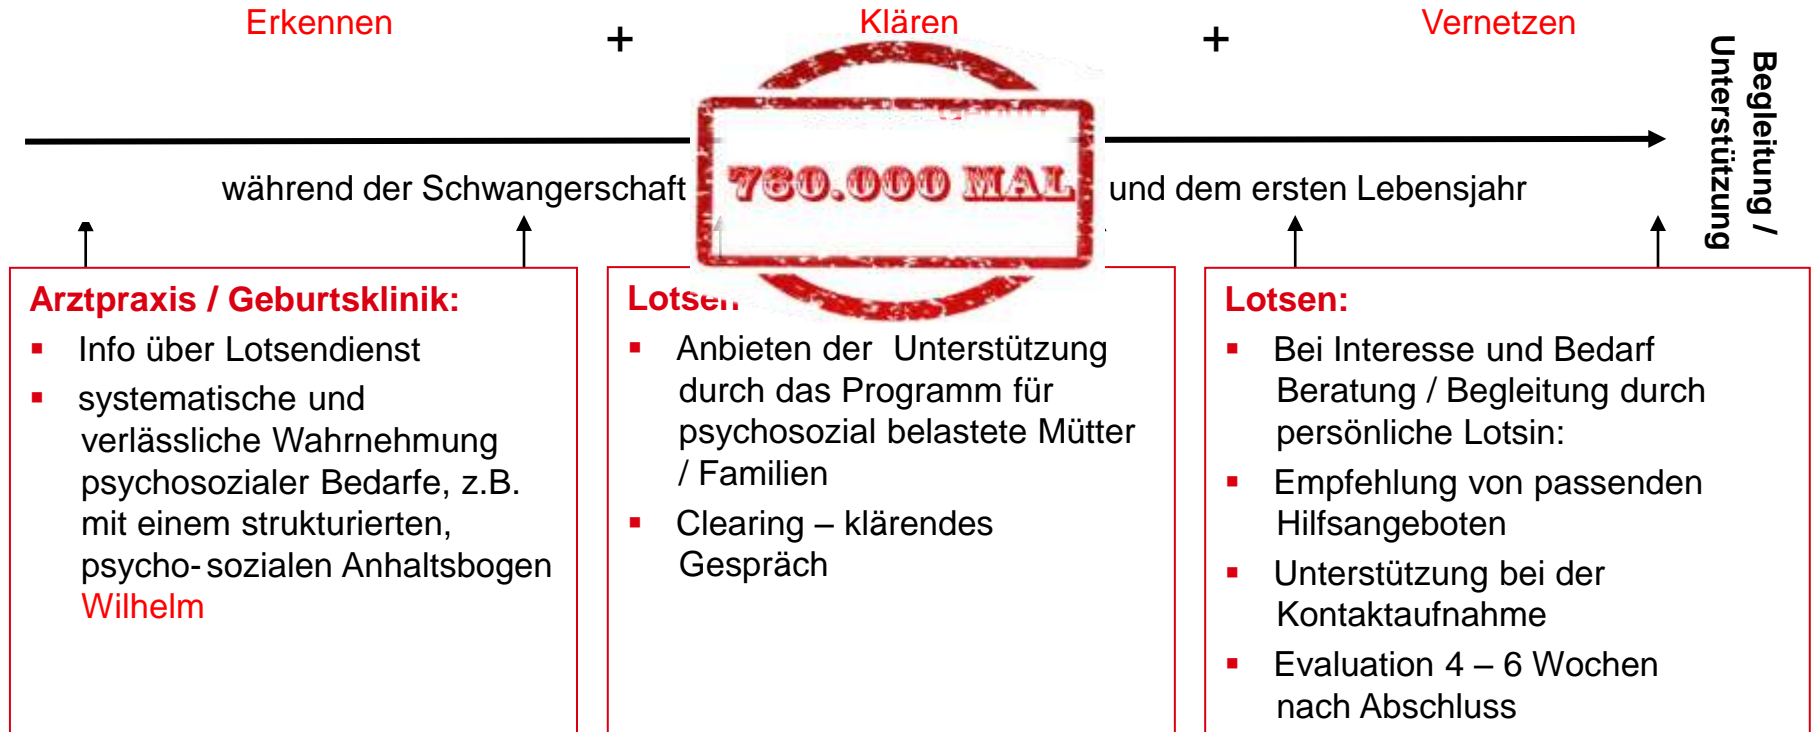 Erkennen
+
Klären
+
Vernetzen
Begleitung /
Unterstützung
760.000 MAL
während der Schwangerschaft
und dem ersten Lebensjahr
Arztpraxis / Geburtsklinik:
▪ Info über Lotsendienst
▪ systematische und
verlässliche Wahrnehmung
psychosozialer Bedarfe, z.B.
mit einem strukturierten,
psycho-sozialen Anhaltsbogen
Wilhelm
Lotsen
▪ Anbieten der Unterstützung
durch das Programm für
psychosozial belastete Mütter
/ Familien
▪ Clearing – klärendes
Gespräch
Lotsen:
▪ Bei Interesse und Bedarf
Beratung / Begleitung durch
persönliche Lotsin:
▪ Empfehlung von passenden
Hilfsangeboten
▪ Unterstützung bei der
Kontaktaufnahme
▪ Evaluation 4 – 6 Wochen
nach Abschluss